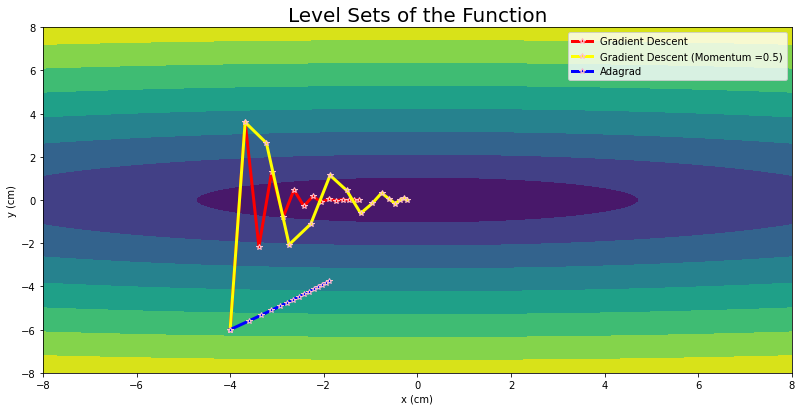 Level Sets of the Function
Gradient Descent
Gradient Descent (Momentum =0.5)
Adagrad
y (cm)
8
6
4
2
0
−2
−4
−6
−8
−8 −6 −4 −2 0 2 4 6 8
x (cm)